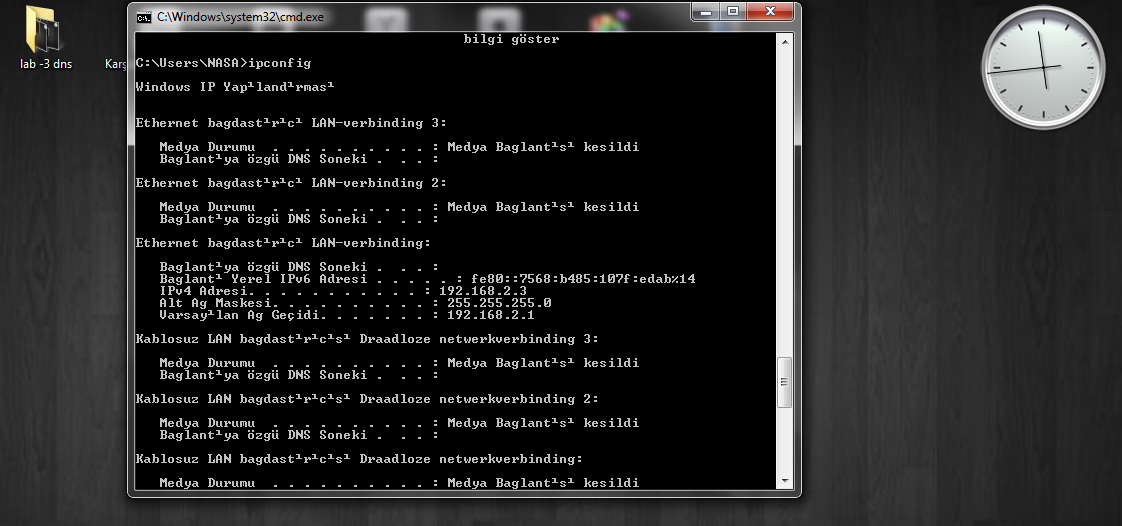 C:\Windows\system32\cmd.exe
lab -3 dns
Karş
bilgi göster
C:\Users\NASA>ipconfig
Windows IP Yap¹land¹rmas¹
Ethernet bagdast¹r¹c¹ LAN-verbinding 3:
Medya Durumu . . . . . . . . . . . : Medya Baglant¹s¹ kesildi
Baglant¹ya özgü DNS Soneki . . . :
Ethernet bagdast¹r¹c¹ LAN-verbinding 2:
Medya Durumu . . . . . . . . . . . : Medya Baglant¹s¹ kesildi
Baglant¹ya özgü DNS Soneki . . . :
Ethernet bagdast¹r¹c¹ LAN-verbinding:
Baglant¹ya özgü DNS Soneki . . . :
Baglant¹ Yerel IPv6 Adresi . . . . . : fe80::7568:b485:107f:edab%14
IPv4 Adresi. . . . . . . . . . . : 192.168.2.3
Alt Ag Maskesi. . . . . . . . . . : 255.255.255.0
Varsay¹lan Ag Geçidi. . . . . . . : 192.168.2.1
Kablosuz LAN bagdast¹r¹c¹s¹ Draadloze netwerkverbinding 3:
Medya Durumu . . . . . . . . . . . : Medya Baglant¹s¹ kesildi
Baglant¹ya özgü DNS Soneki . . . :
Kablosuz LAN bagdast¹r¹c¹s¹ Draadloze netwerkverbinding 2:
Medya Durumu . . . . . . . . . . . : Medya Baglant¹s¹ kesildi
Baglant¹ya özgü DNS Soneki . . . :
Kablosuz LAN bagdast¹r¹c¹s¹ Draadloze netwerkverbinding:
Medya Durumu . . . . . . . . . . . : Medya Baglant¹s¹ kesildi